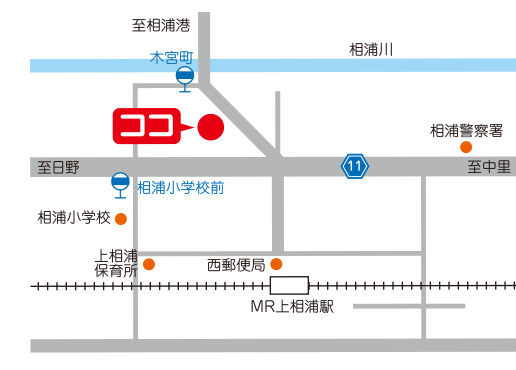 至相浦港
相浦川
木宮町
ココ
相浦警察署
至日野
11
至中里
相浦小学校前
相浦小学校
上相浦
保育所
西郵便局
MR上相浦駅